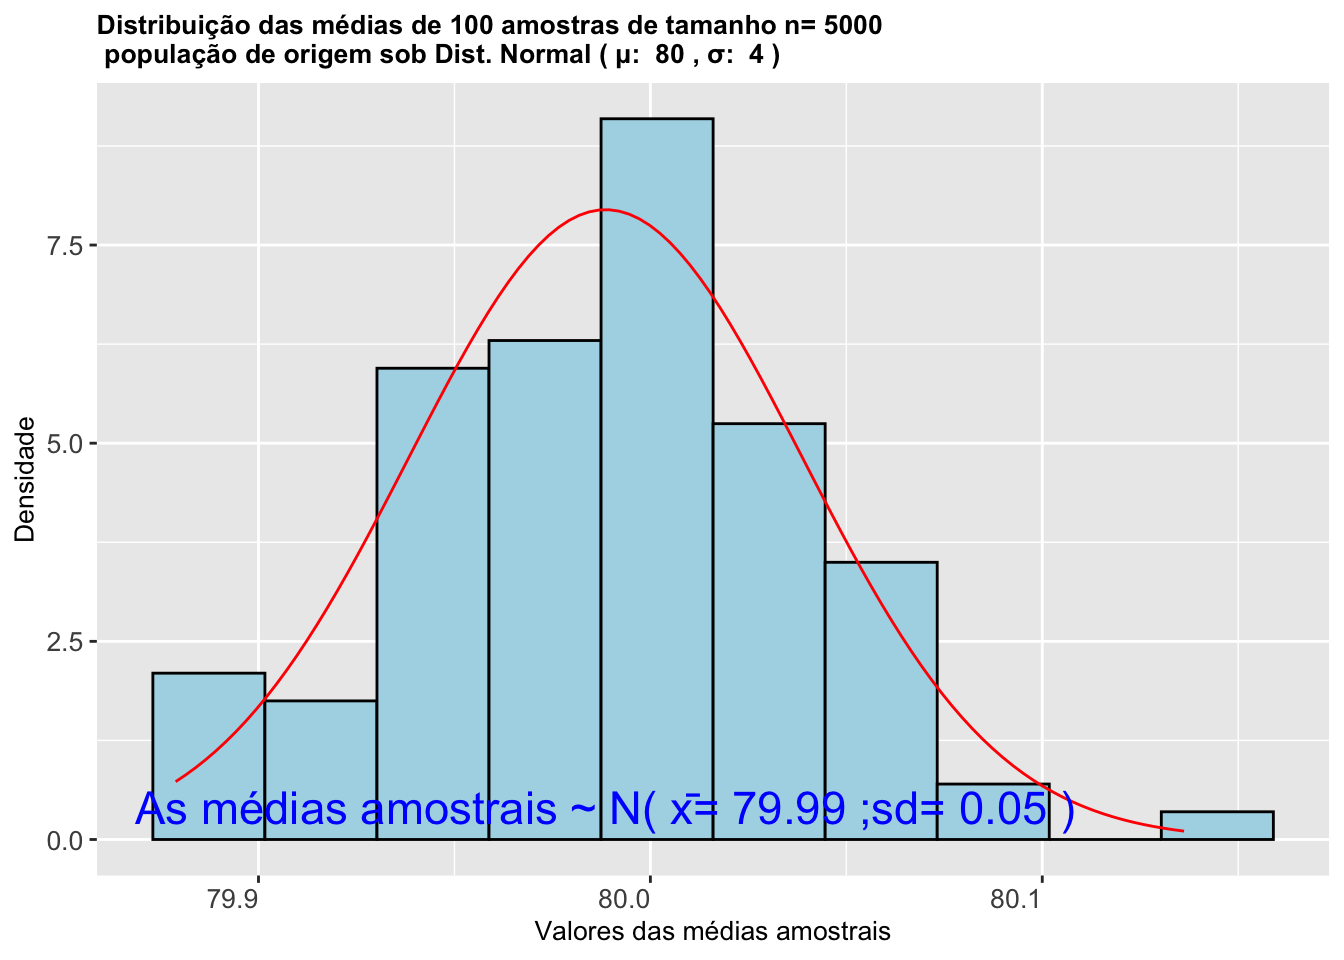 Distribuição das médias de 100 amostras de tamanho n= 5000
população de origem sob Dist. Normal ( μ:  80 , σ:  4 )
Densidade
7.5
5.0
2.5
0.0
As médias amostrais ~ N( x̄= 79.99 ;sd= 0.05 )
79.9 80.0 80.1
Valores das médias amostrais